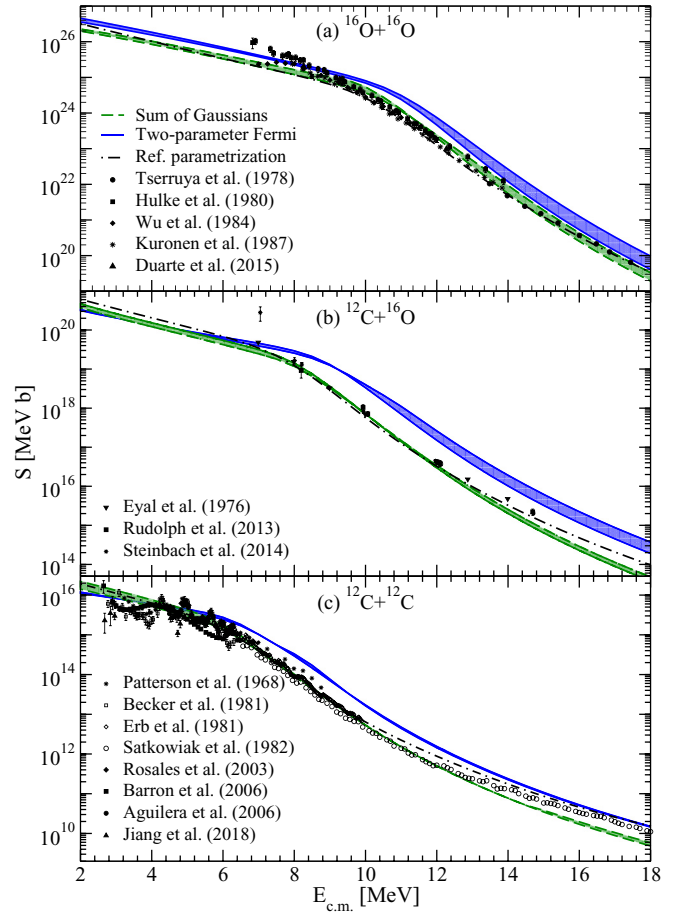 (a) ¹⁶O+¹⁶O
10²⁶
10²⁴
10²²
10²⁰
Sum of Gaussians
Two-parameter Fermi
Ref. parametrization
Tserruya et al. (1978)
Hulke et al. (1980)
Wu et al. (1984)
Kuronen et al. (1987)
Duarte et al. (2015)
(b) ¹²C+¹⁶O
10²⁰
10¹⁸
10¹⁶
10¹⁴
S [MeV b]
Eyal et al. (1976)
Rudolph et al. (2013)
Steinbach et al. (2014)
(c) ¹²C+¹²C
10¹⁶
10¹⁴
10¹²
10¹⁰
Patterson et al. (1968)
Becker et al. (1981)
Erb et al. (1981)
Satkowiak et al. (1982)
Rosales et al. (2003)
Barron et al. (2006)
Aguilera et al. (2006)
Jiang et al. (2018)
2 4 6 8 10 12 14 16 18
E_c.m. [MeV]